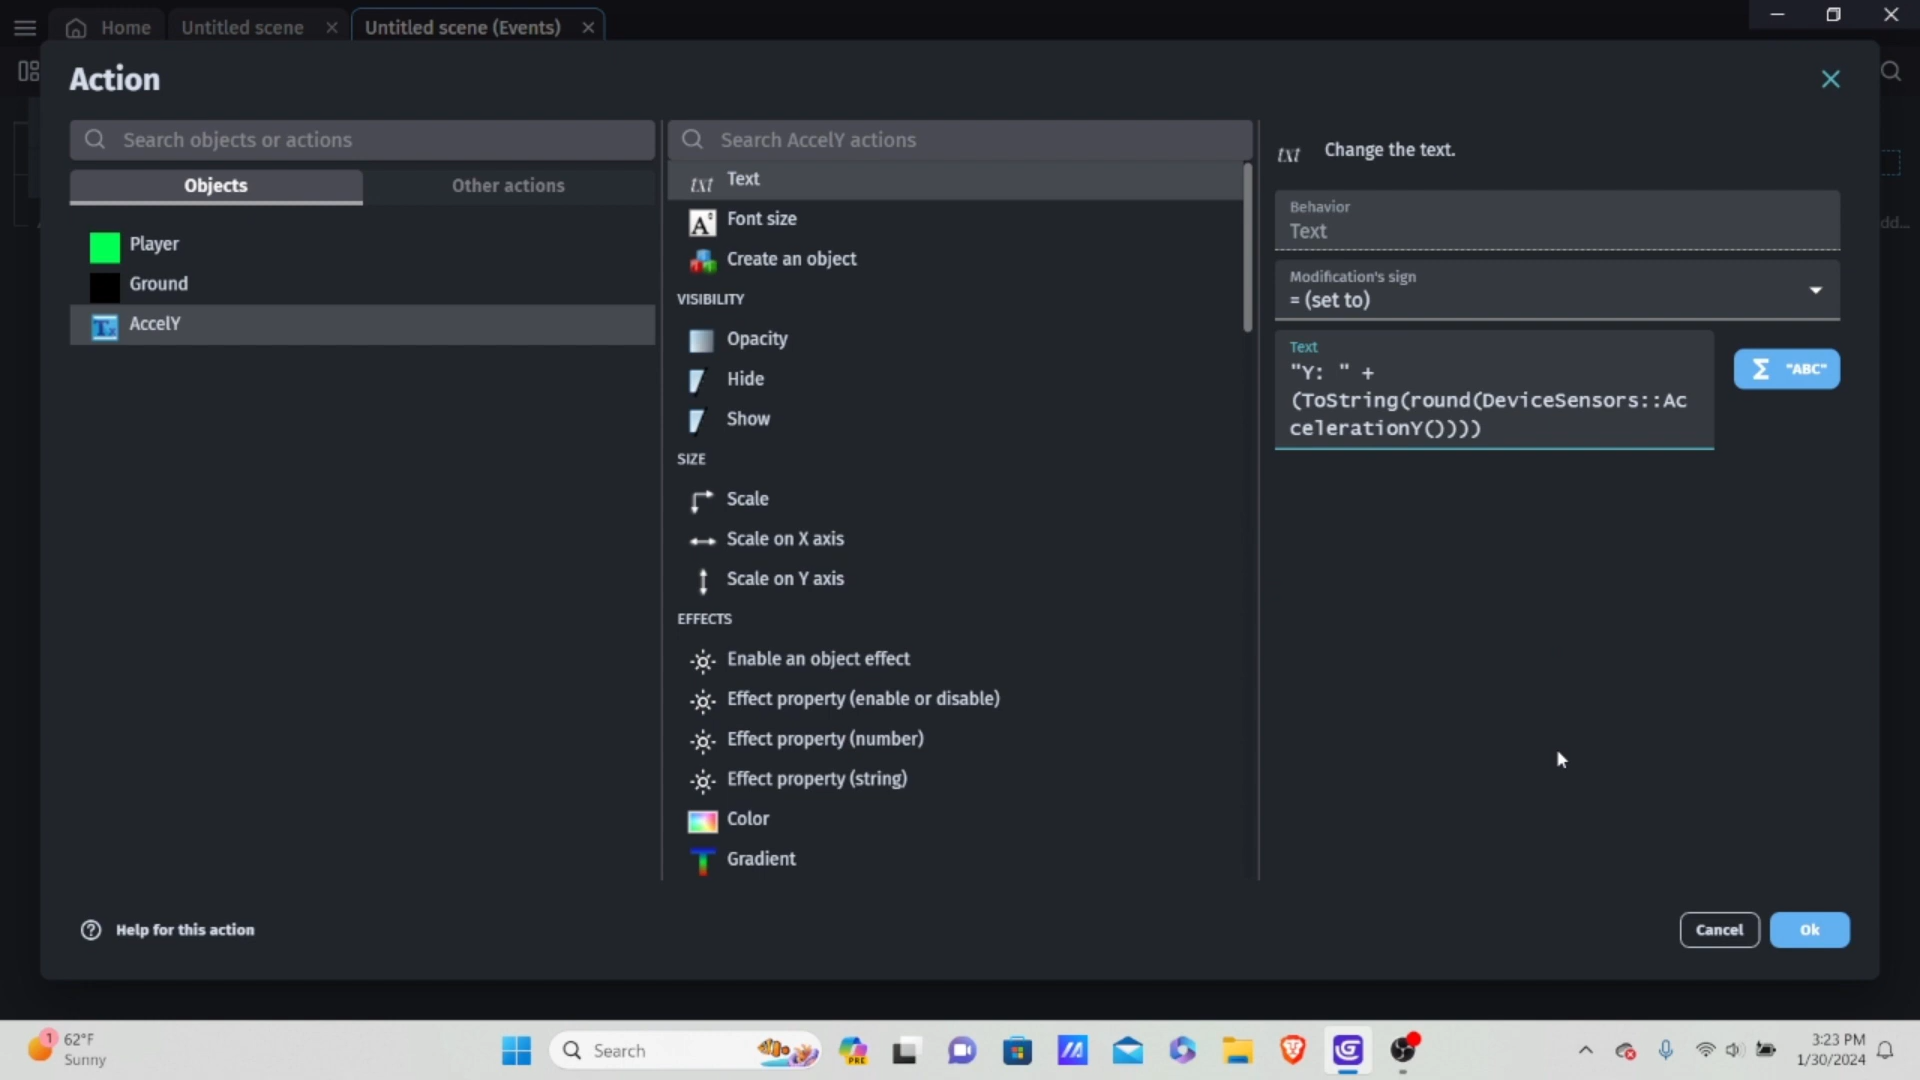 Home
Untitled scene
Untitled scene (Events)
Action
Search objects or actions
Objects
Other actions
Player
Ground
AccelY
Search AccelY actions
Text
Font size
Create an object
VISIBILITY
Opacity
Hide
Show
SIZE
Scale
Scale on X axis
Scale on Y axis
EFFECTS
Enable an object effect
Effect property (enable or disable)
Effect property (number)
Effect property (string)
Color
Gradient
Change the text.
Behavior
Text
Modification's sign
= (set to)
Text
"Y: " +
(ToString(round(DeviceSensors::Ac
celerationY())))
Σ "ABC"
dd...
Help for this action
Cancel
Ok
1
62°F
Sunny
Search
PRE
3:23 PM
1/30/2024